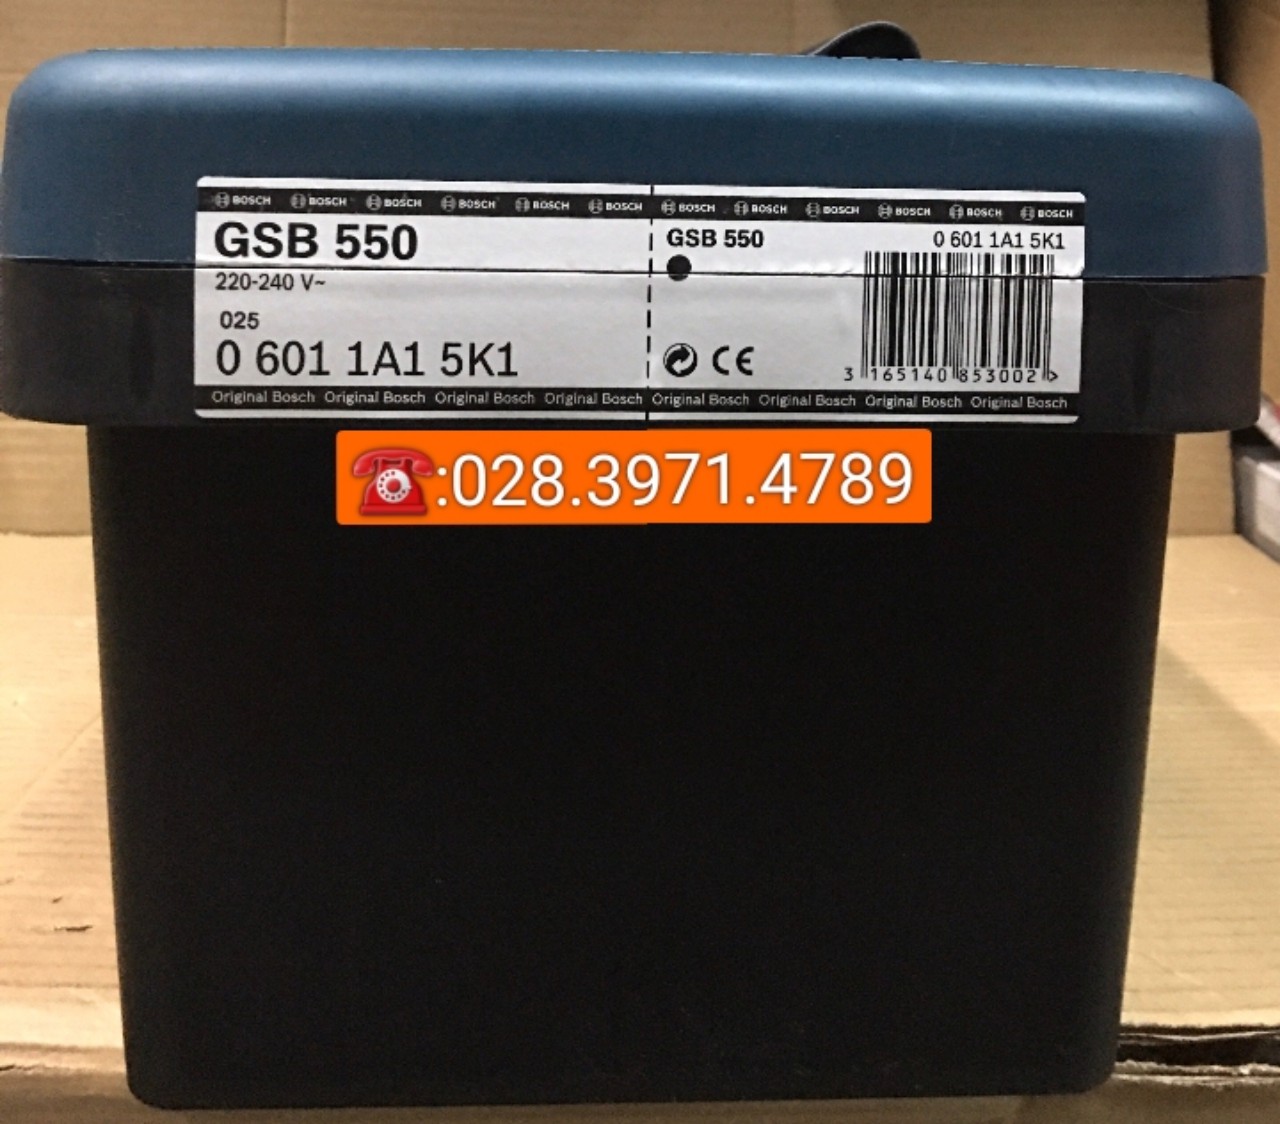 BOSCH BOSCH BOSCH BOSCH BOSCH BOSCH BOSCH BOSCH BOSCH BOSCH BOSCH BOSCH
GSB 550
220-240 V~
025
0 601 1A1 5K1
GSB 550
0 601 1A1 5K1
CE
3 165140 853002 >
Original Bosch Original Bosch Original Bosch Original Bosch Original Bosch Original Bosch Original Bosch Original Bosch
☎:028.3971.4789